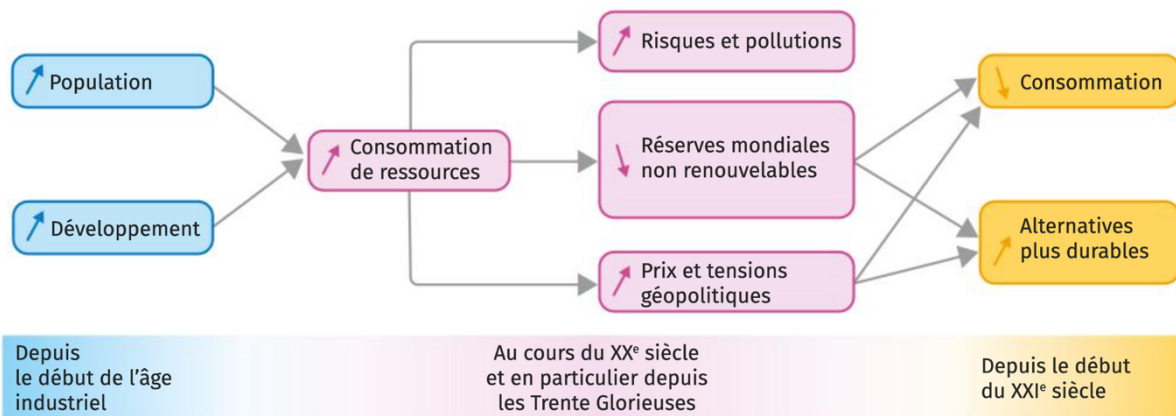 Population
Développement
Consommation
de ressources
Risques et pollutions
Réserves mondiales
non renouvelables
Prix et tensions
géopolitiques
Consommation
Alternatives
plus durables
Depuis
le début de l'âge
industriel
Au cours du XXᵉ siècle
et en particulier depuis
les Trente Glorieuses
Depuis le début
du XXIᵉ siècle